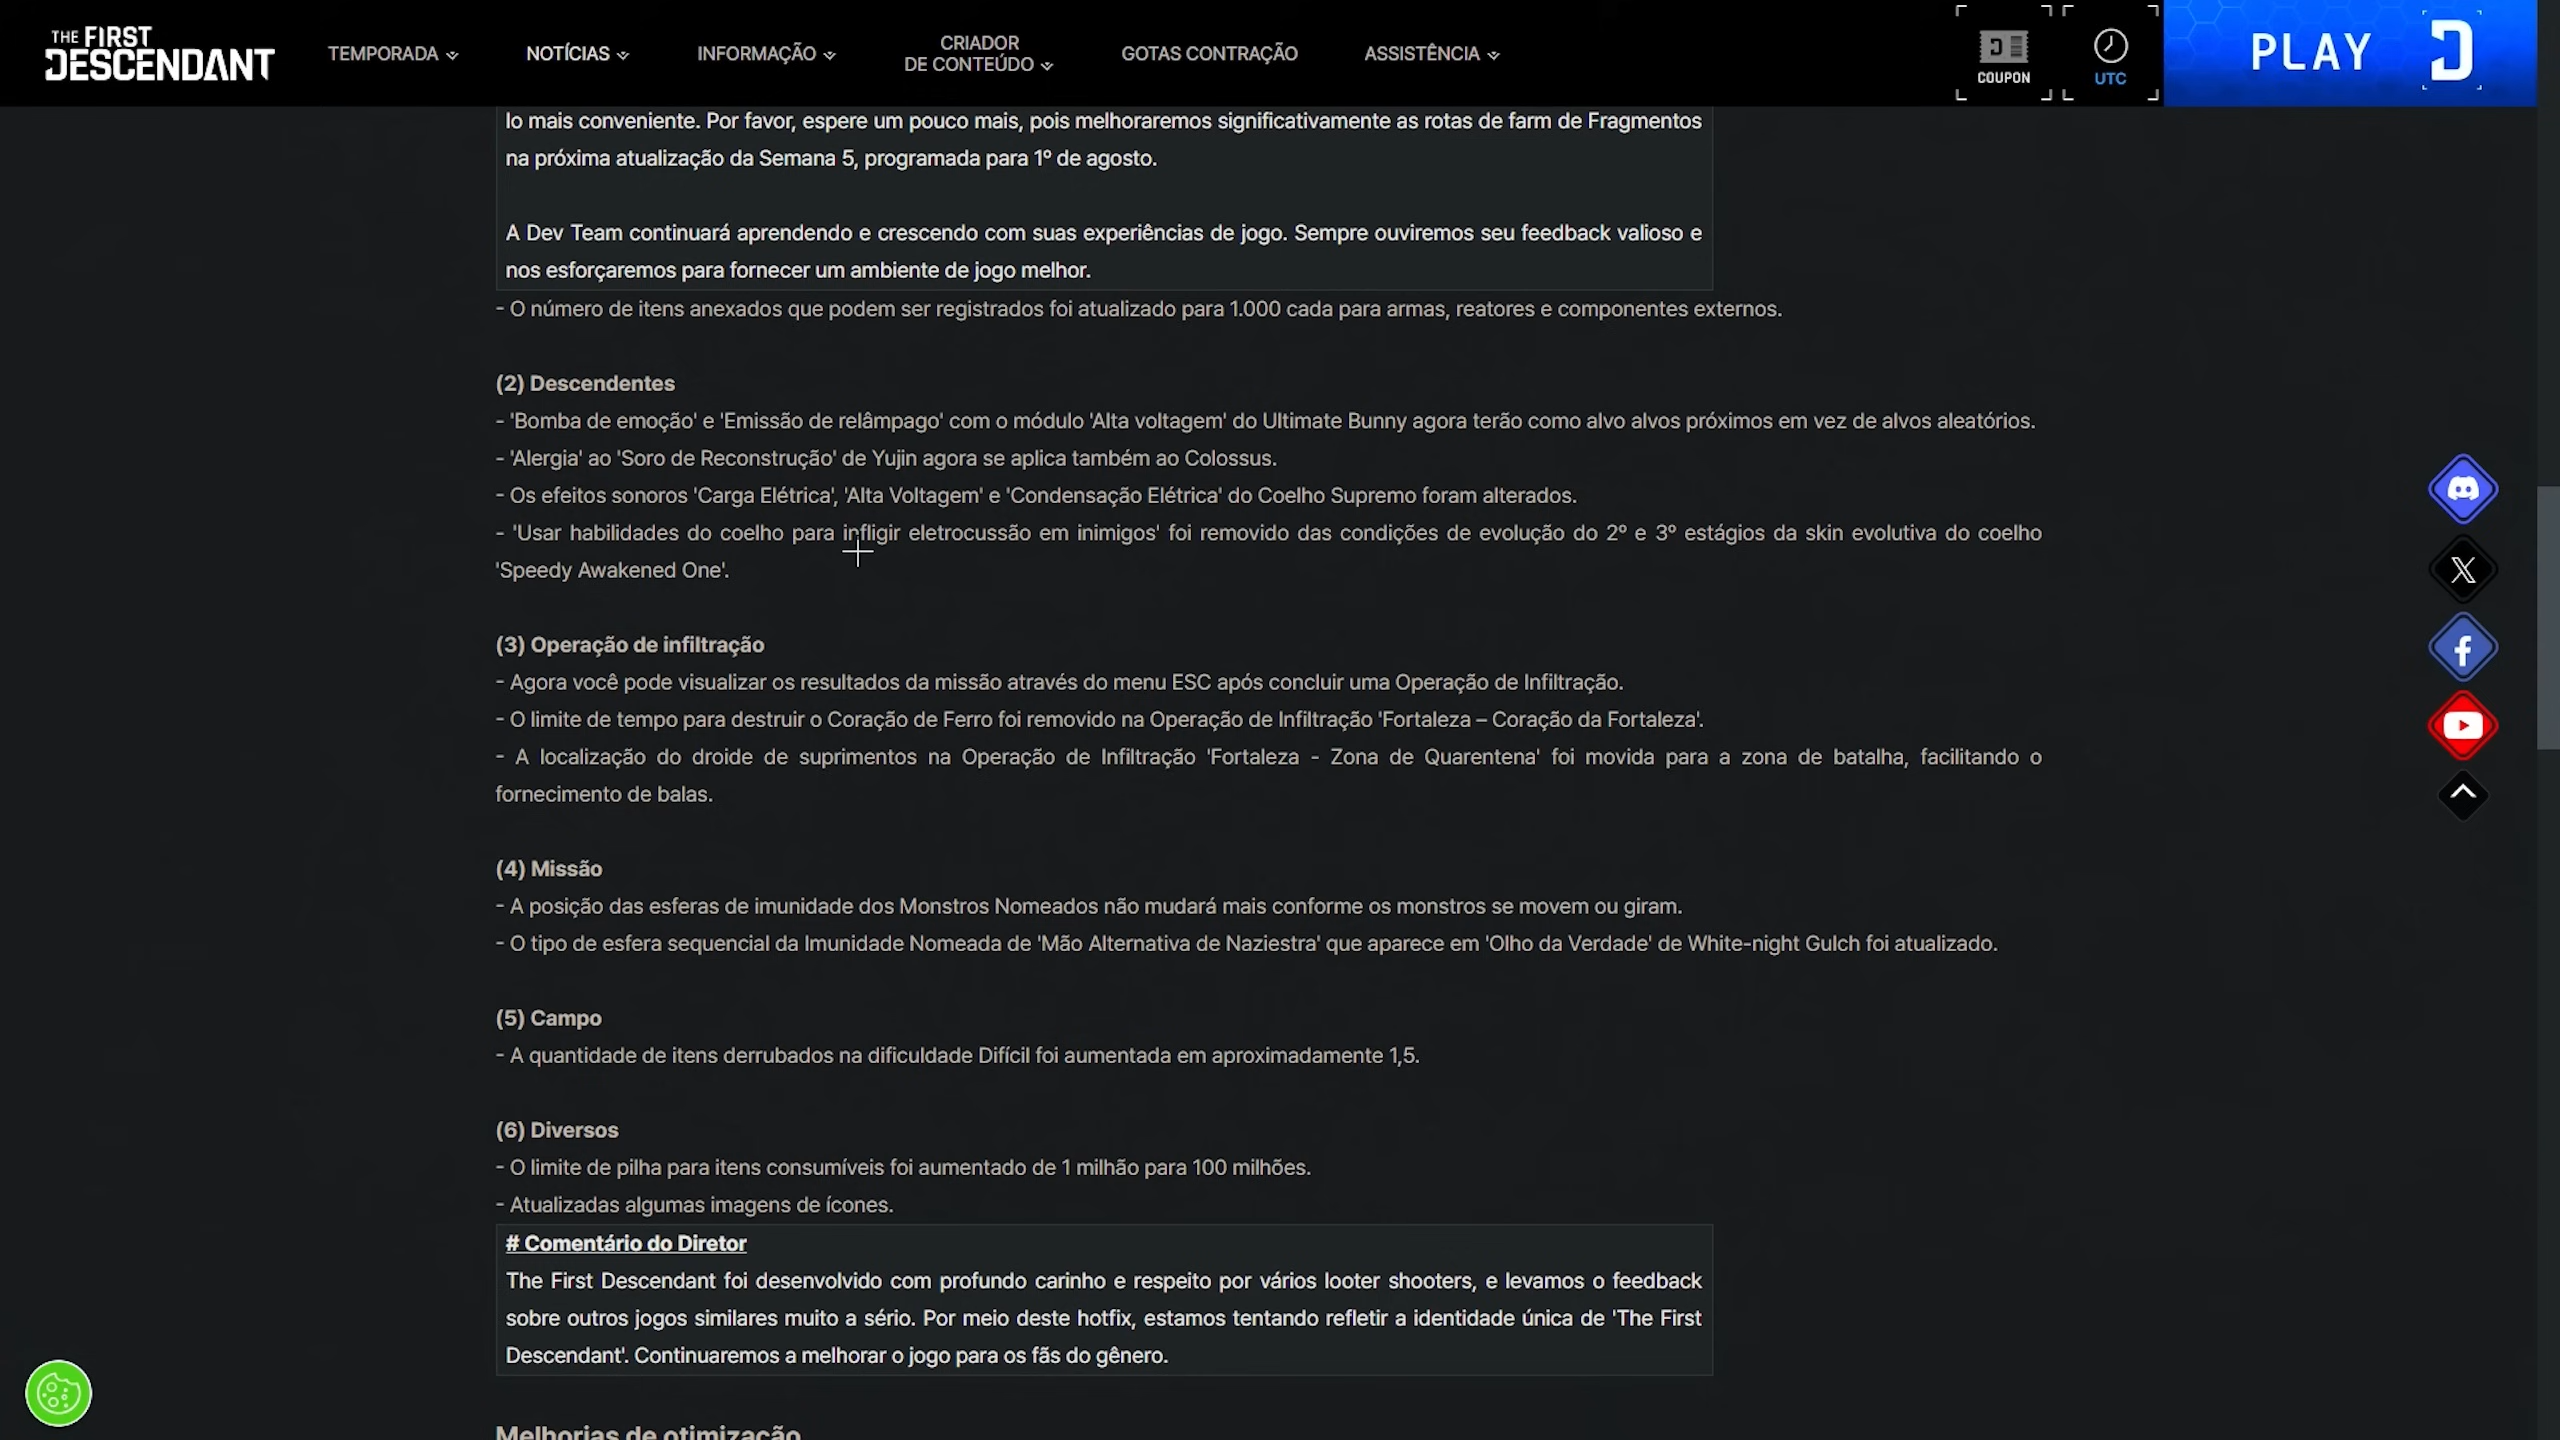 THE FIRST
DESCENDANT
TEMPORADA
NOTÍCIAS
INFORMAÇÃO
CRIADOR
DE CONTEÚDO
GOTAS CONTRAÇÃO
ASSISTÊNCIA
COUPON
UTC
PLAY
lo mais conveniente. Por favor, espere um pouco mais, pois melhoraremos significativamente as rotas de farm de Fragmentos
na próxima atualização da Semana 5, programada para 1º de agosto.
A Dev Team continuará aprendendo e crescendo com suas experiências de jogo. Sempre ouviremos seu feedback valioso e
nos esforçaremos para fornecer um ambiente de jogo melhor.
- O número de itens anexados que podem ser registrados foi atualizado para 1.000 cada para armas, reatores e componentes externos.
(2) Descendentes
- 'Bomba de emoção' e 'Emissão de relâmpago' com o módulo 'Alta voltagem' do Ultimate Bunny agora terão como alvo alvos próximos em vez de alvos aleatórios.
- 'Alergia' ao 'Soro de Reconstrução' de Yujin agora se aplica também ao Colossus.
- Os efeitos sonoros 'Carga Elétrica', 'Alta Voltagem' e 'Condensação Elétrica' do Coelho Supremo foram alterados.
- 'Usar habilidades do coelho para infligir eletrocussão em inimigos' foi removido das condições de evolução do 2º e 3º estágios da skin evolutiva do coelho
'Speedy Awakened One'.
(3) Operação de infiltração
- Agora você pode visualizar os resultados da missão através do menu ESC após concluir uma Operação de Infiltração.
- O limite de tempo para destruir o Coração de Ferro foi removido na Operação de Infiltração 'Fortaleza – Coração da Fortaleza'.
- A localização do droide de suprimentos na Operação de Infiltração 'Fortaleza - Zona de Quarentena' foi movida para a zona de batalha, facilitando o
fornecimento de balas.
(4) Missão
- A posição das esferas de imunidade dos Monstros Nomeados não mudará mais conforme os monstros se movem ou giram.
- O tipo de esfera sequencial da Imunidade Nomeada de 'Mão Alternativa de Naziestra' que aparece em 'Olho da Verdade' de White-night Gulch foi atualizado.
(5) Campo
- A quantidade de itens derrubados na dificuldade Difícil foi aumentada em aproximadamente 1,5.
(6) Diversos
- O limite de pilha para itens consumíveis foi aumentado de 1 milhão para 100 milhões.
- Atualizadas algumas imagens de ícones.
# Comentário do Diretor
The First Descendant foi desenvolvido com profundo carinho e respeito por vários looter shooters, e levamos o feedback
sobre outros jogos similares muito a sério. Por meio deste hotfix, estamos tentando refletir a identidade única de 'The First
Descendant'. Continuaremos a melhorar o jogo para os fãs do gênero.
Melhorias de otimização